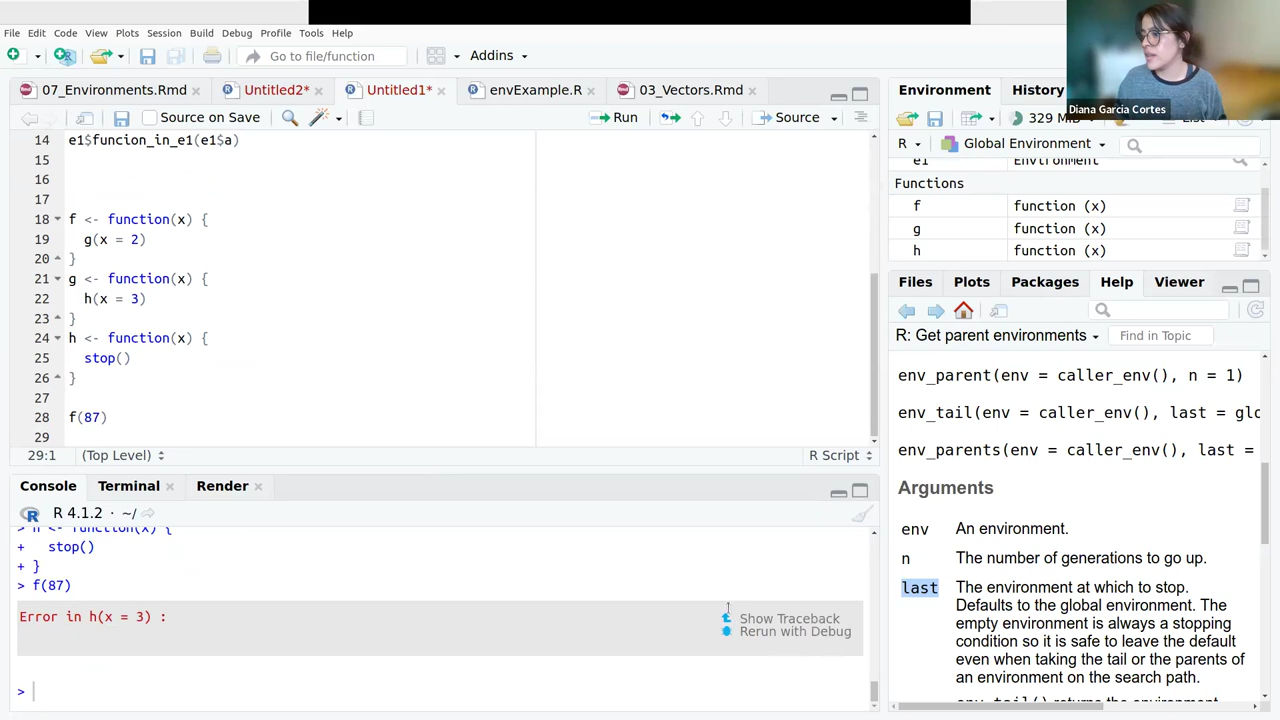 File Edit Code View Plots Session Build Debug Profile Tools Help
Go to file/function Addins
07_Environments.Rmd Untitled2* Untitled1* envExample.R 03_Vectors.Rmd
Source on Save Run Source
14 e1$funcion_in_e1(e1$a)
15
16
17
18 f <- function(x) {
19 g(x = 2)
20 }
21 g <- function(x) {
22 h(x = 3)
23 }
24 h <- function(x) {
25 stop()
26 }
27
28 f(87)
29
29:1 (Top Level) R Script
Console Terminal Render
R 4.1.2 · ~/
> h <- function(x) {
+ stop()
+ }
> f(87)
Error in h(x = 3) :
Show Traceback
Rerun with Debug
>
Diana Garcia Cortes
Environment History
329 MiB
R Global Environment
e1 Environment
Functions
f function (x)
g function (x)
h function (x)
Files Plots Packages Help Viewer
R: Get parent environments Find in Topic
env_parent(env = caller_env(), n = 1)
env_tail(env = caller_env(), last = glo
env_parents(env = caller_env(), last =
Arguments
env An environment.
n The number of generations to go up.
last The environment at which to stop.
Defaults to the global environment. The
empty environment is always a stopping
condition so it is safe to leave the default
even when taking the tail or the parents of
an environment on the search path.
env_tail() returns the environment